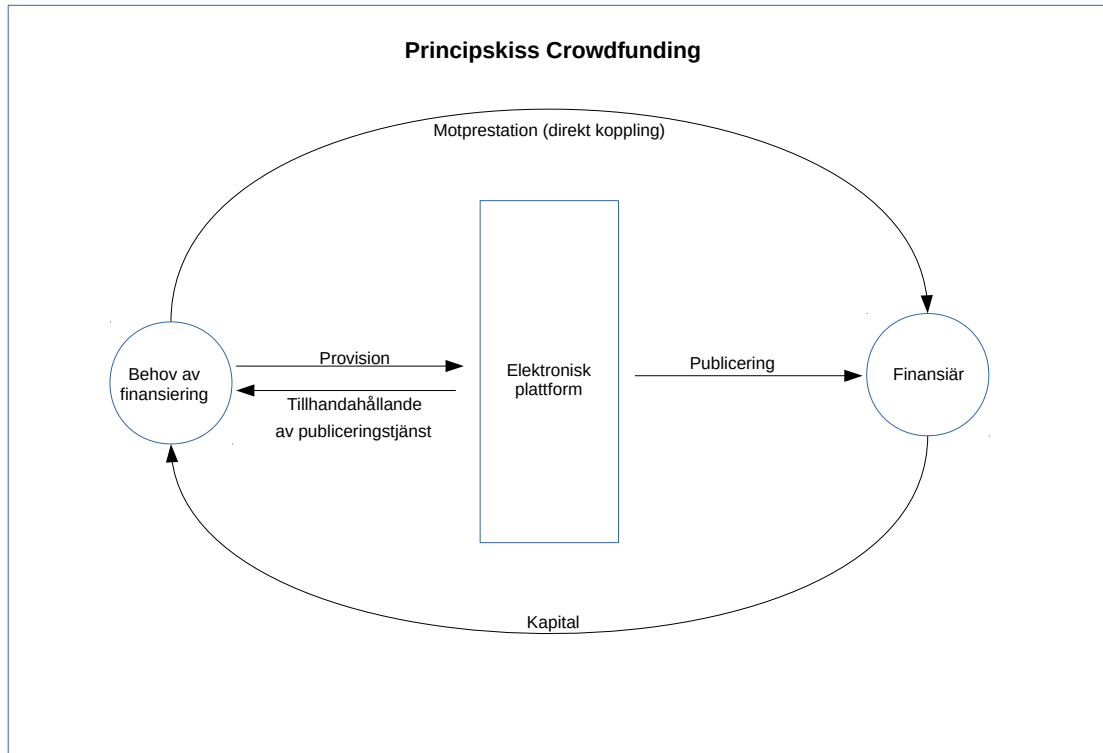 Principskiss Crowdfunding
Motprestation (direkt koppling)
Provision
Behov av
finansiering
Tillhandahållande
av publiceringstjänst
Elektronisk
plattform
Publicering
Finansiär
Kapital